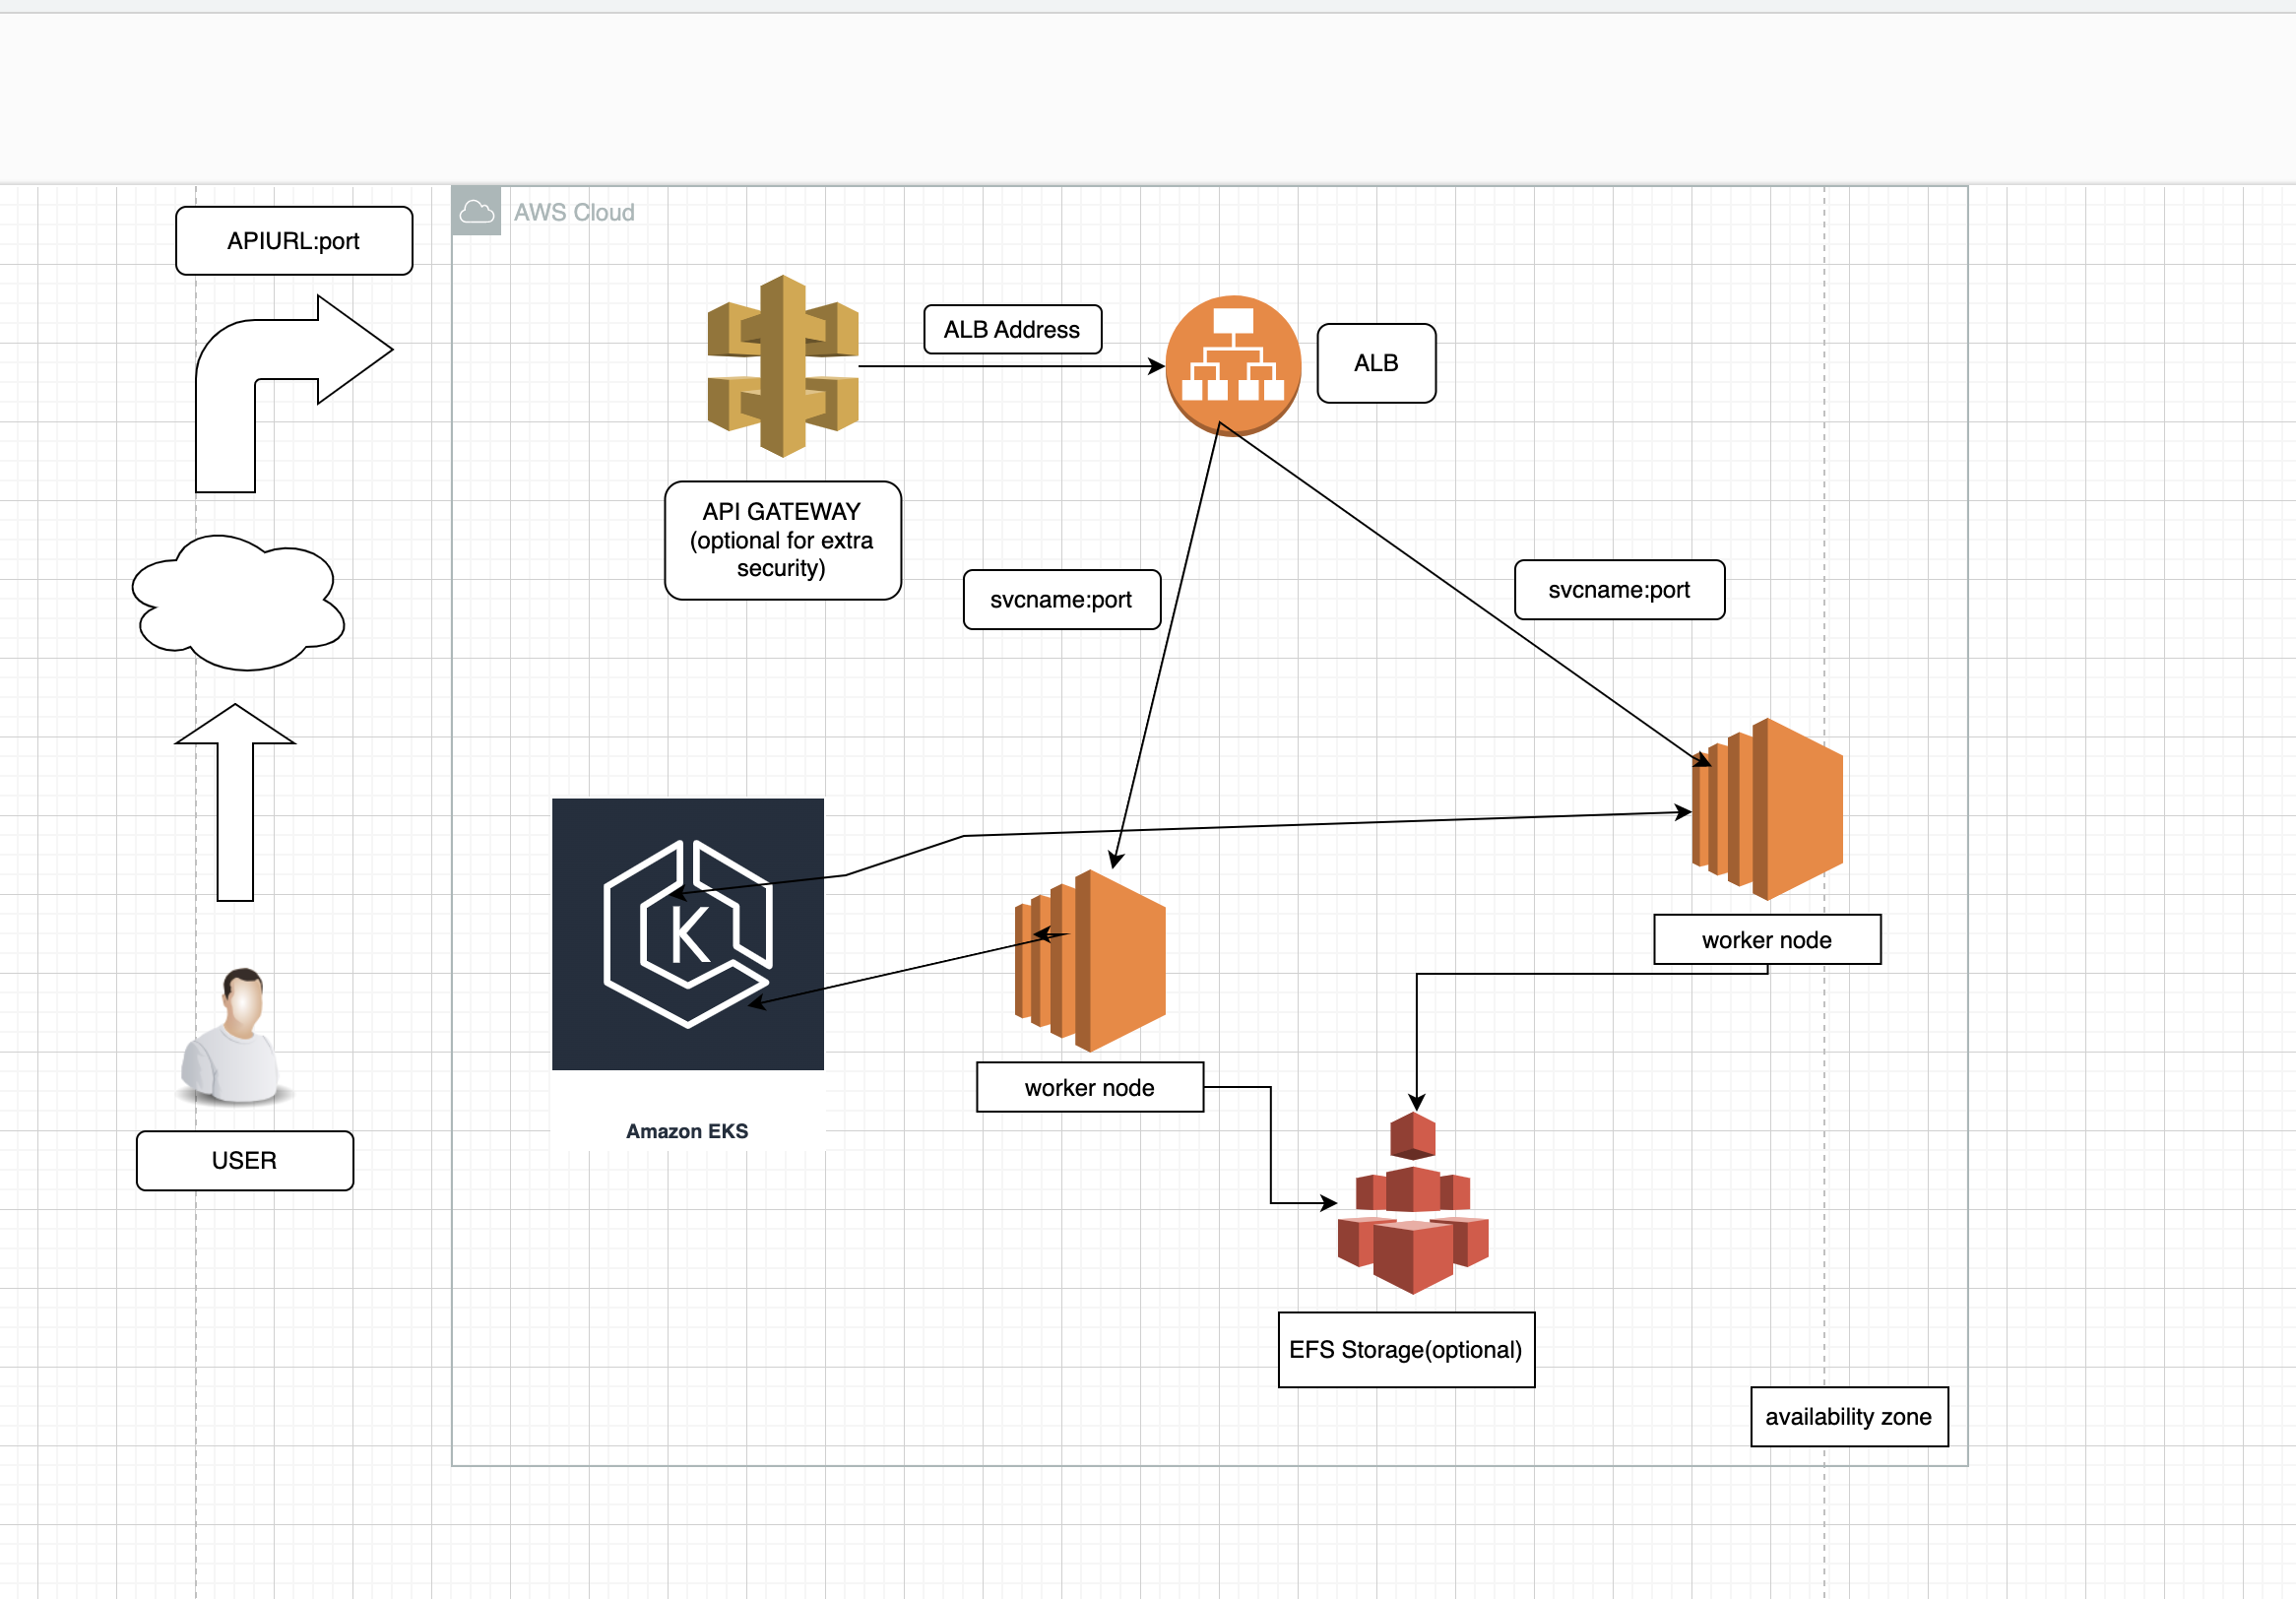 APIURL:port
AWS Cloud
ALB Address
ALB
API GATEWAY
(optional for extra
security)
svcname:port
svcname:port
K
worker node
worker node
Amazon EKS
USER
EFS Storage(optional)
availability zone